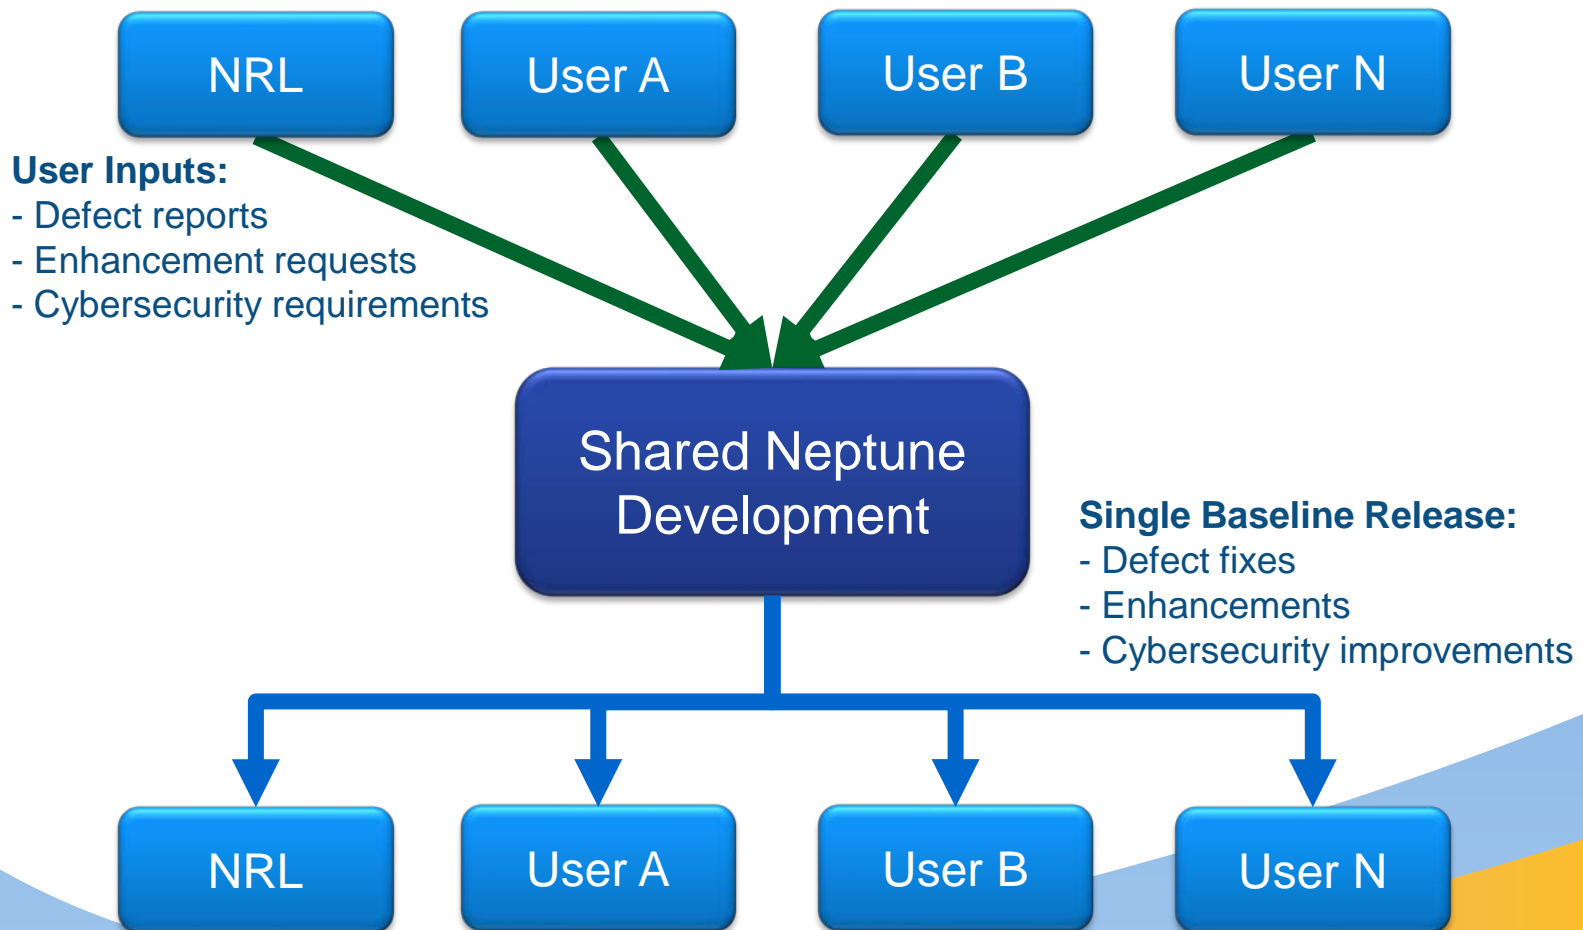 NRL
User A
User B
User N
User Inputs:
- Defect reports
- Enhancement requests
- Cybersecurity requirements
Shared Neptune
Development
Single Baseline Release:
- Defect fixes
- Enhancements
- Cybersecurity improvements
NRL
User A
User B
User N